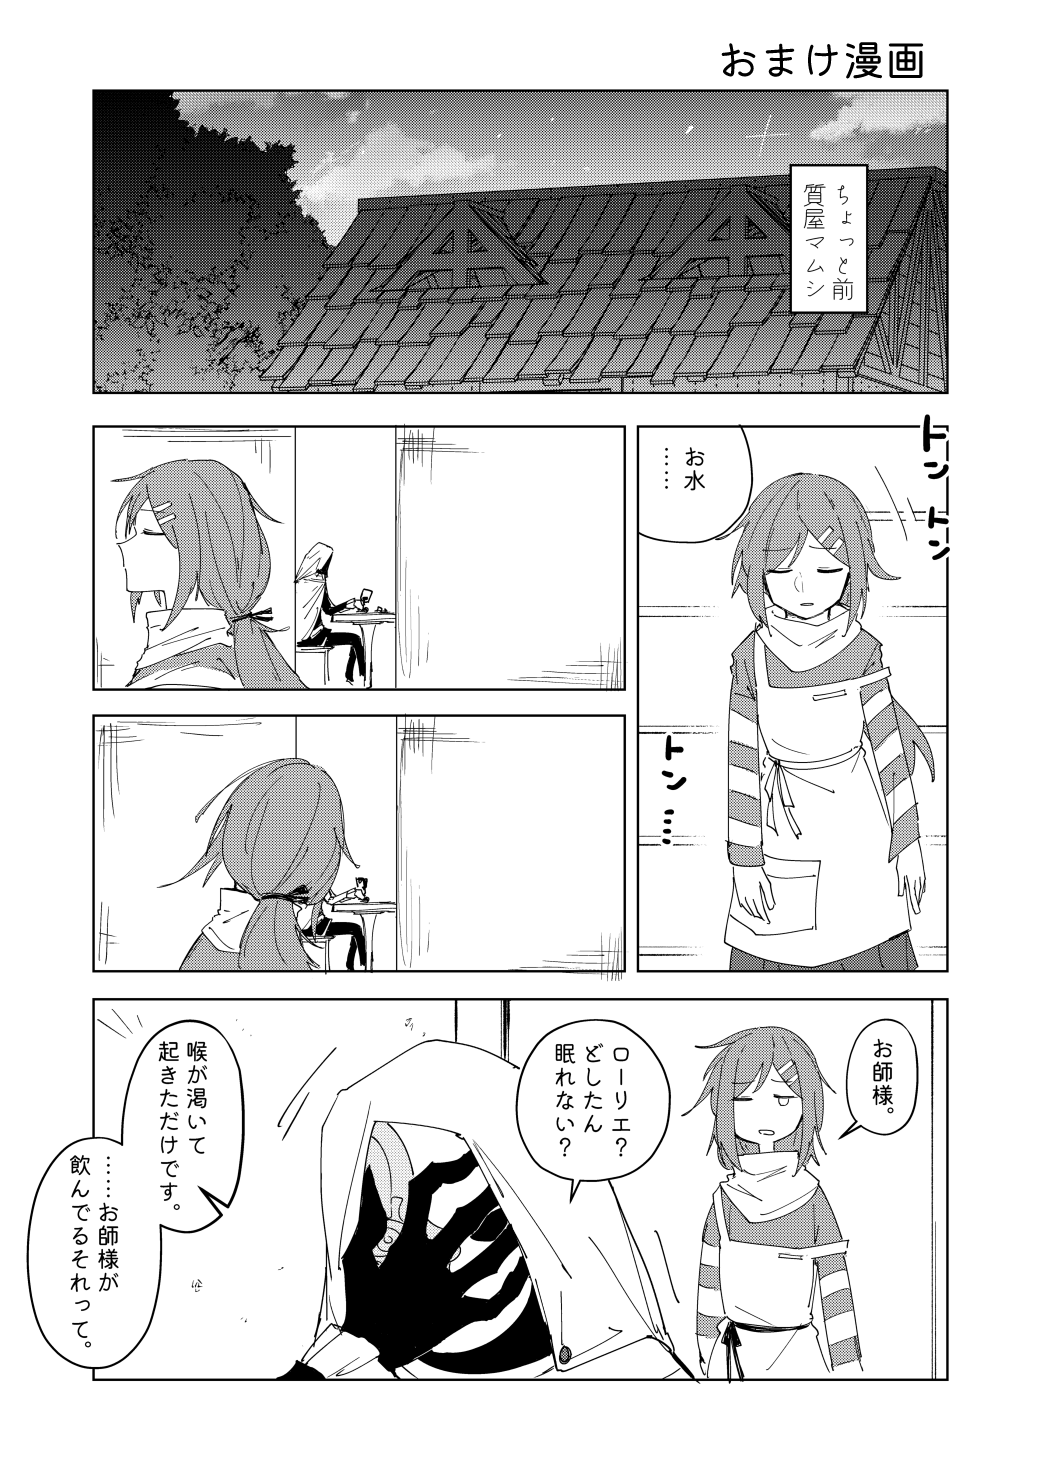 おまけ漫画
ちょっと前
質屋マムシ
トン
トン
お水
……
トン…
お師様。
ローリエ？
どしたん
眠れない？
喉が渇いて
起きただけです。
……お師様が
飲んでるそれって。